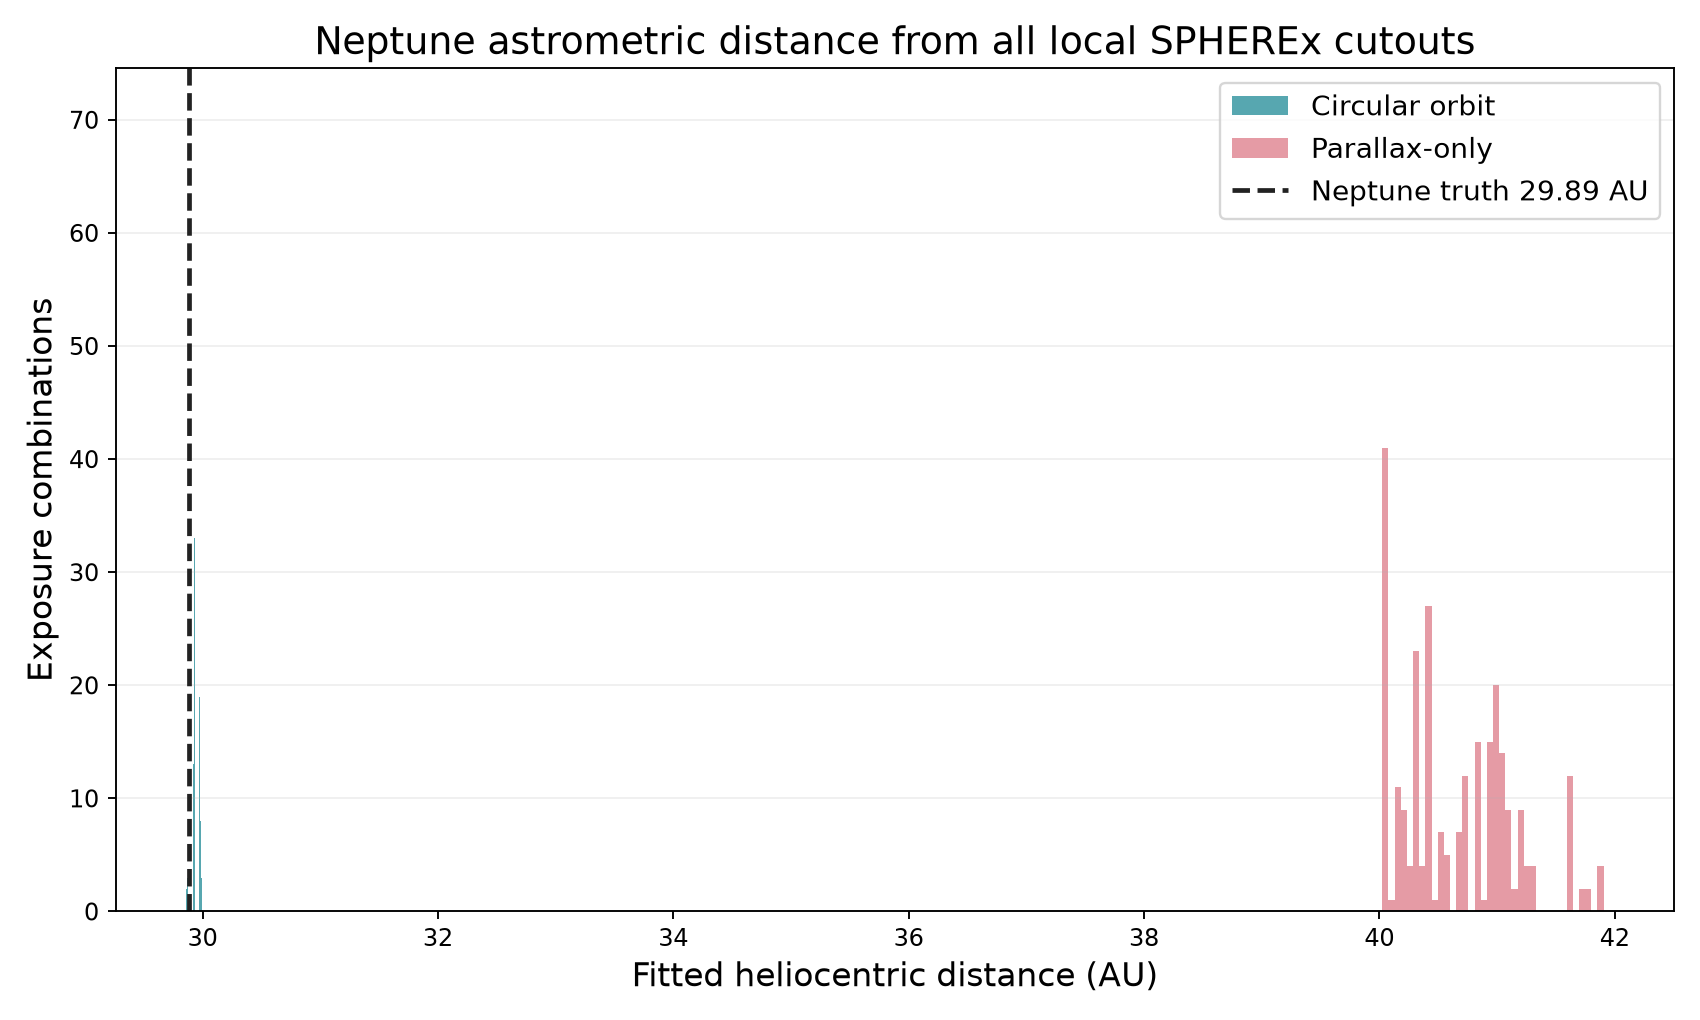 Neptune astrometric distance from all local SPHEREx cutouts
Circular orbit
Parallax-only
Neptune truth 29.89 AU
Exposure combinations
70
60
50
40
30
20
10
0
30 32 34 36 38 40 42
Fitted heliocentric distance (AU)